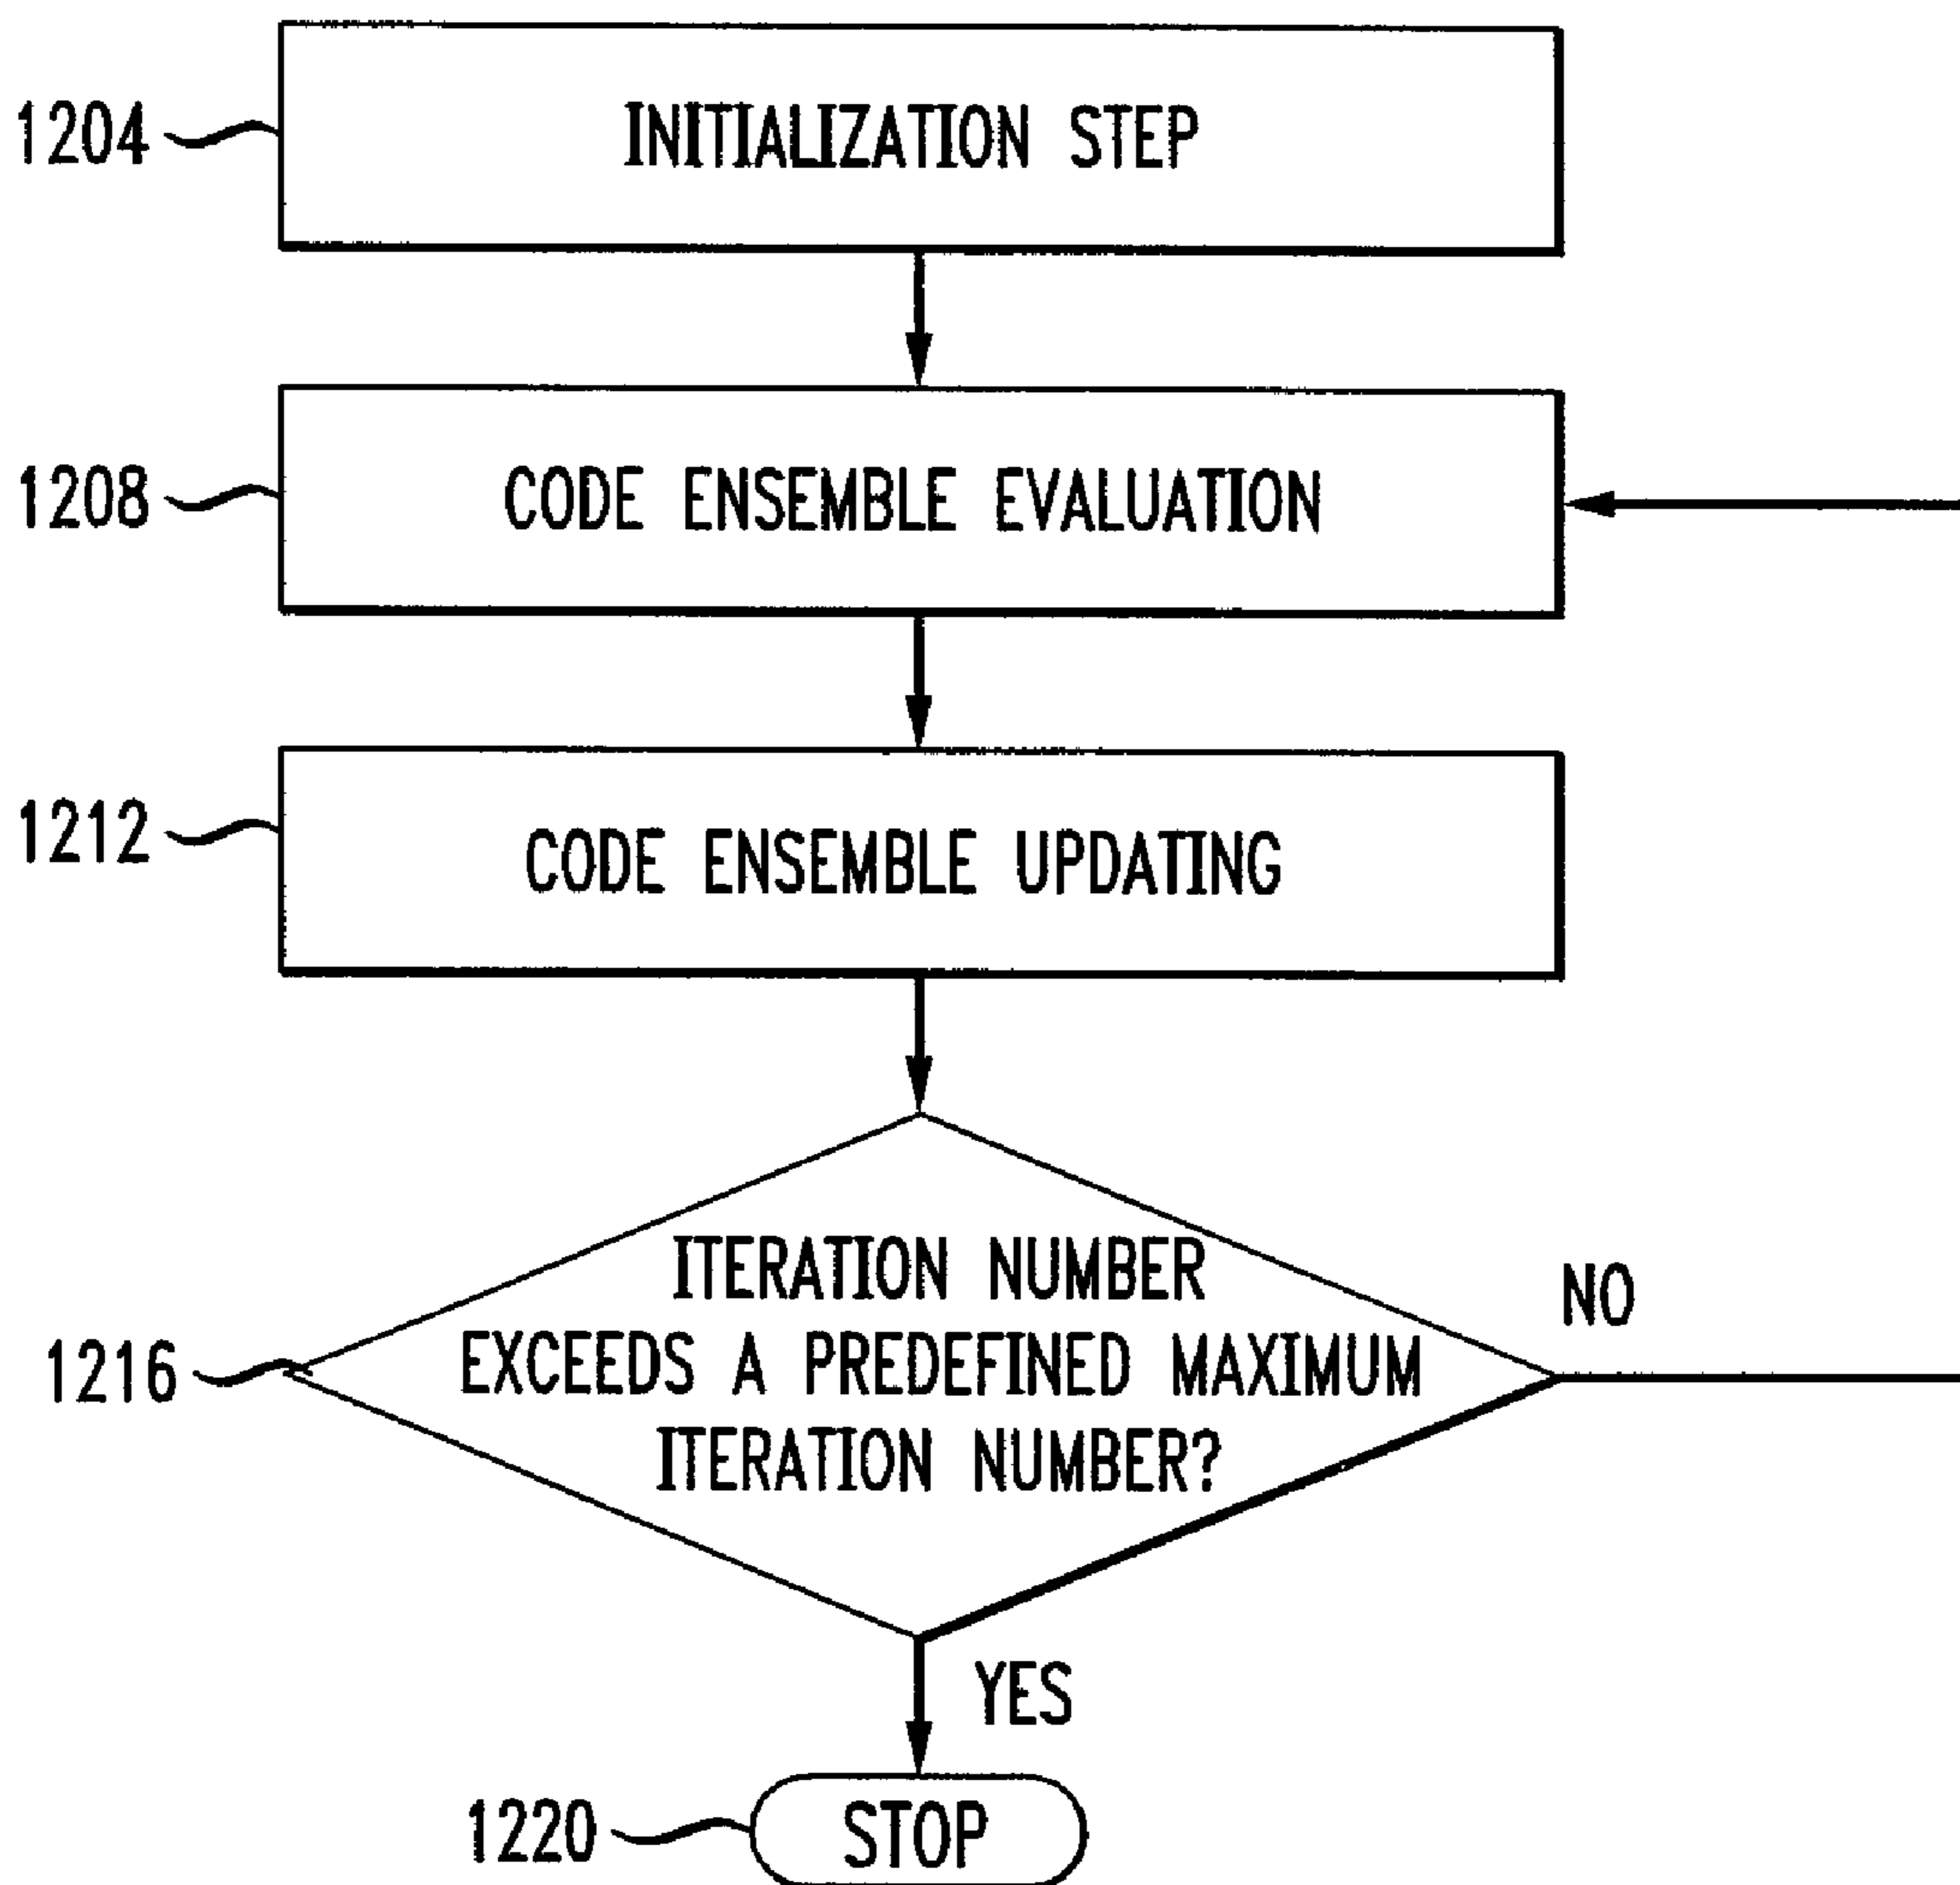 1204
INITIALIZATION STEP
1208
CODE ENSEMBLE EVALUATION
1212
CODE ENSEMBLE UPDATING
ITERATION NUMBER
EXCEEDS A PREDEFINED MAXIMUM
ITERATION NUMBER?
1216
NO
YES
1220
STOP